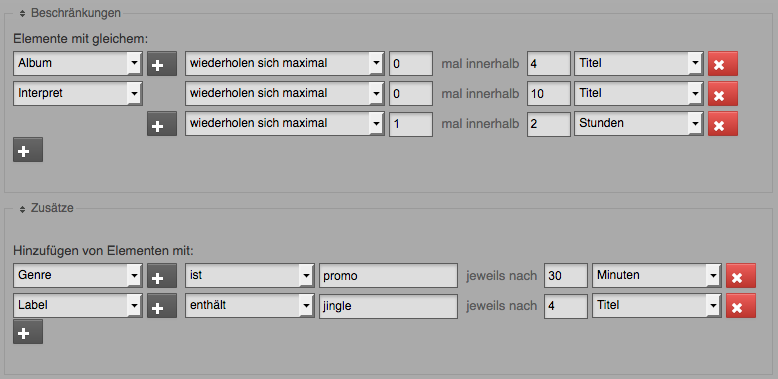 Beschränkungen
Elemente mit gleichem:
Album wiederholen sich maximal 0 mal innerhalb 4 Titel
Interpret wiederholen sich maximal 0 mal innerhalb 10 Titel
wiederholen sich maximal 1 mal innerhalb 2 Stunden
Zusätze
Hinzufügen von Elementen mit:
Genre ist promo jeweils nach 30 Minuten
Label enthält jingle jeweils nach 4 Titel